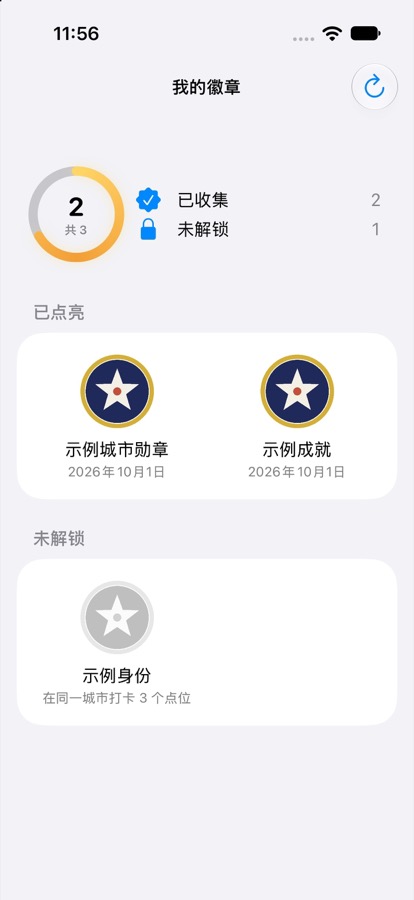 11:56
我的徽章
2
共 3
已收集
2
未解锁
1
已点亮
示例城市勋章
2026年10月1日
示例成就
2026年10月1日
未解锁
示例身份
在同一城市打卡 3 个点位